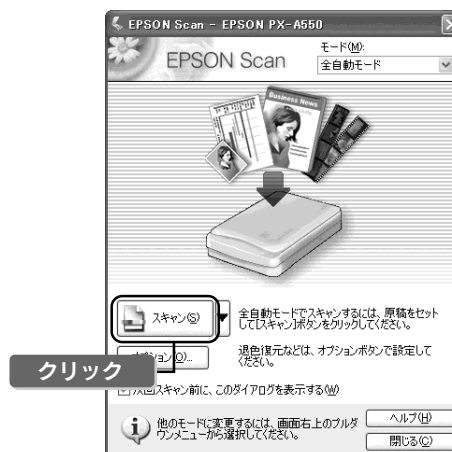 EPSON Scan - EPSON PX-A550
EPSON Scan
モード(M):
全自動モード
Business News
スキャン(S)
全自動モードでスキャンするには、原稿をセット
して[スキャン]ボタンをクリックしてください。
オプション(O)...
退色復元などは、オプションボタンで設定して
ください。
クリック
次回スキャン前に、このダイアログを表示する(W)
他のモードに変更するには、画面右上のプルダ
ウンメニューから選択してください。
ヘルプ(H)
閉じる(C)